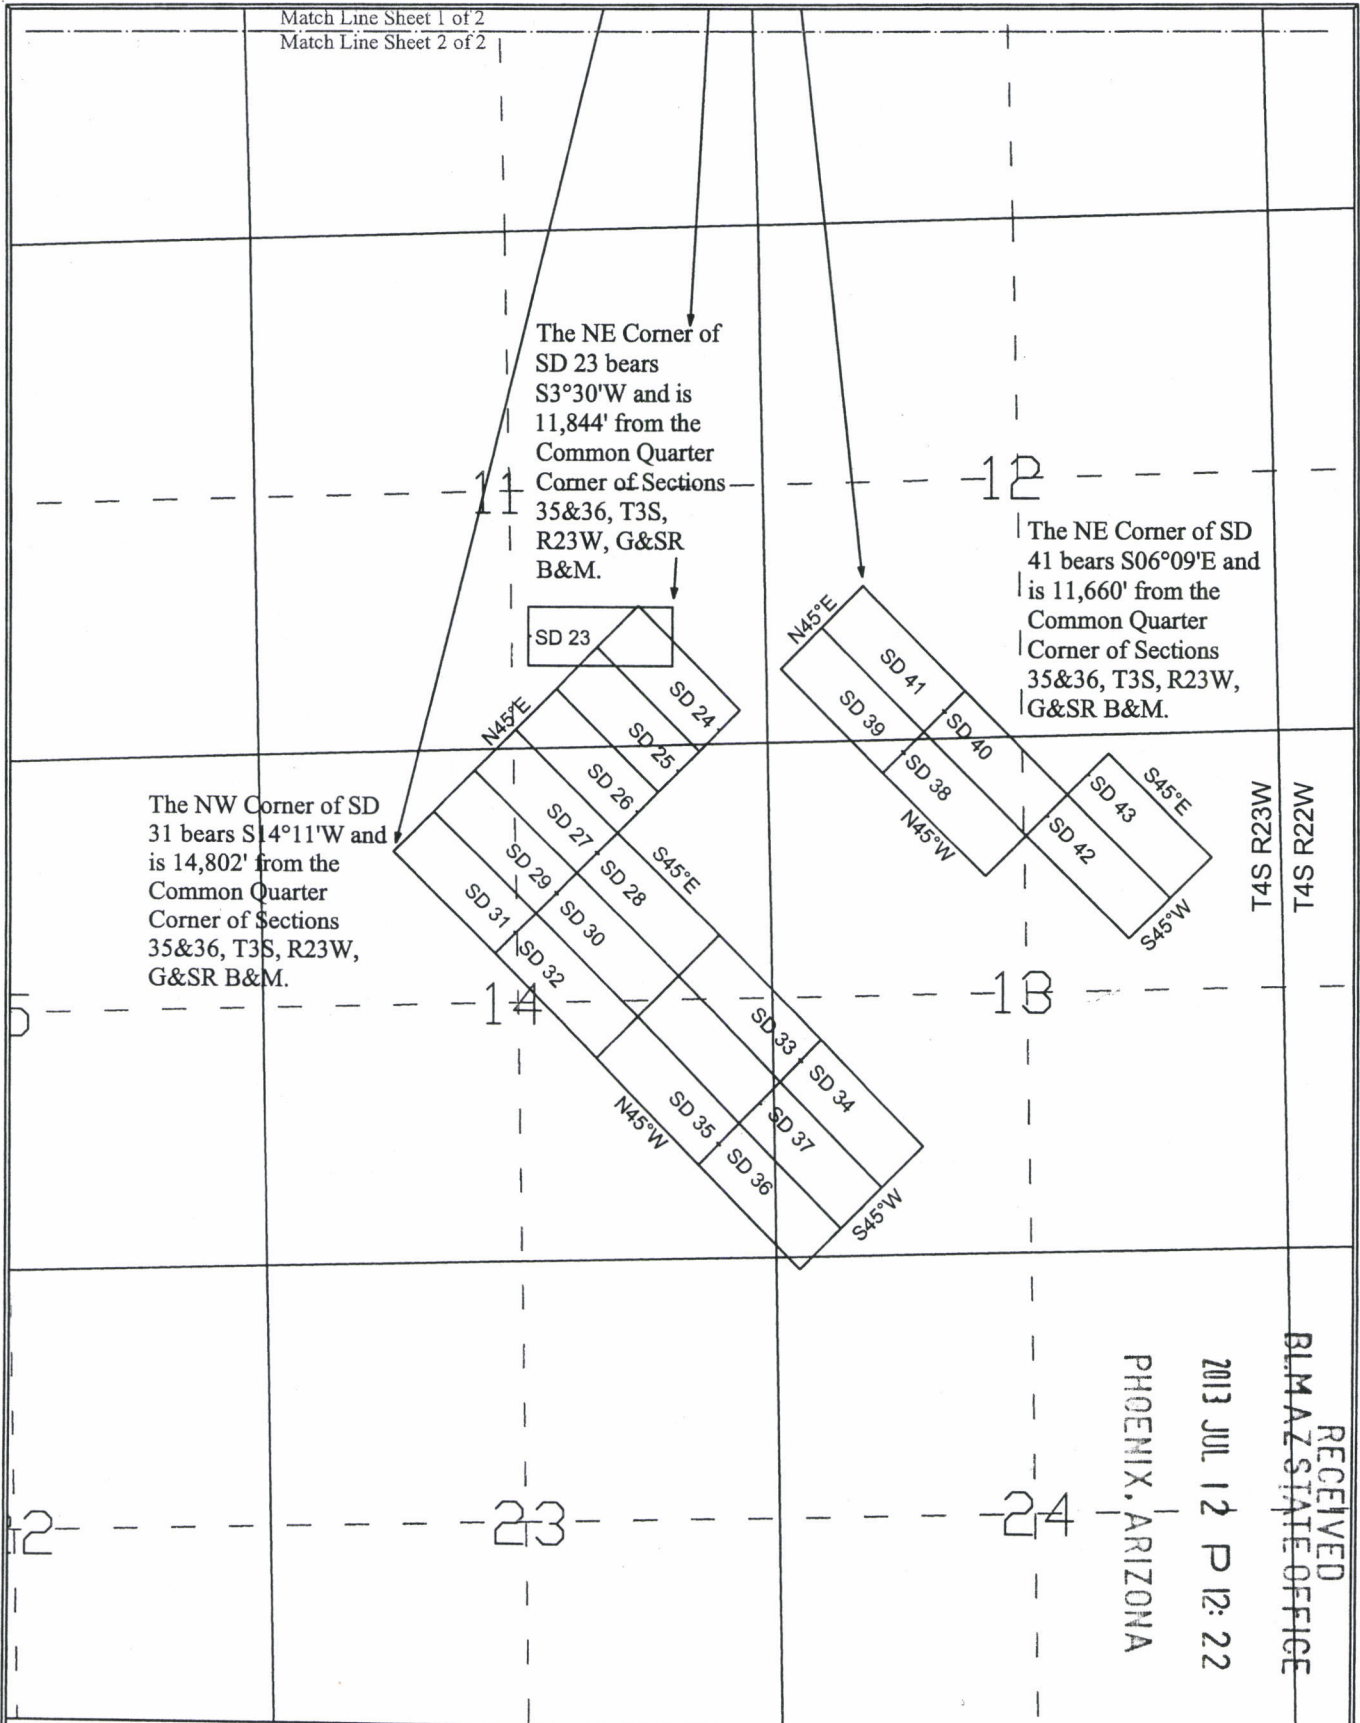 Match Line Sheet 1 of 2
Match Line Sheet 2 of 2
The NE Corner of
SD 23 bears
S3°30'W and is
11,844' from the
Common Quarter
Corner of Sections
35&36, T3S,
R23W, G&SR
B&M.
11
12
The NE Corner of SD
41 bears S06°09'E and
is 11,660' from the
Common Quarter
Corner of Sections
35&36, T3S, R23W,
G&SR B&M.
SD 23
N45°E
SD 41
SD 24
SD 39
SD 40
N45°E
SD 25
SD 38
SD 26
S45°E
SD 43
The NW Corner of SD
31 bears S14°11'W and
is 14,802' from the
Common Quarter
Corner of Sections
35&36, T3S, R23W,
G&SR B&M.
SD 27
N45°W
SD 42
T4S R23W
T4S R22W
SD 29
SD 28
S45°E
SD 31
SD 30
S45°W
SD 32
14
13
SD 33
SD 34
N45°W
SD 35
SD 37
SD 36
S45°W
RECEIVED
BLM AZ STATE OFFICE
2013 JUL 12 P 12:22
PHOENIX, ARIZONA
23
24